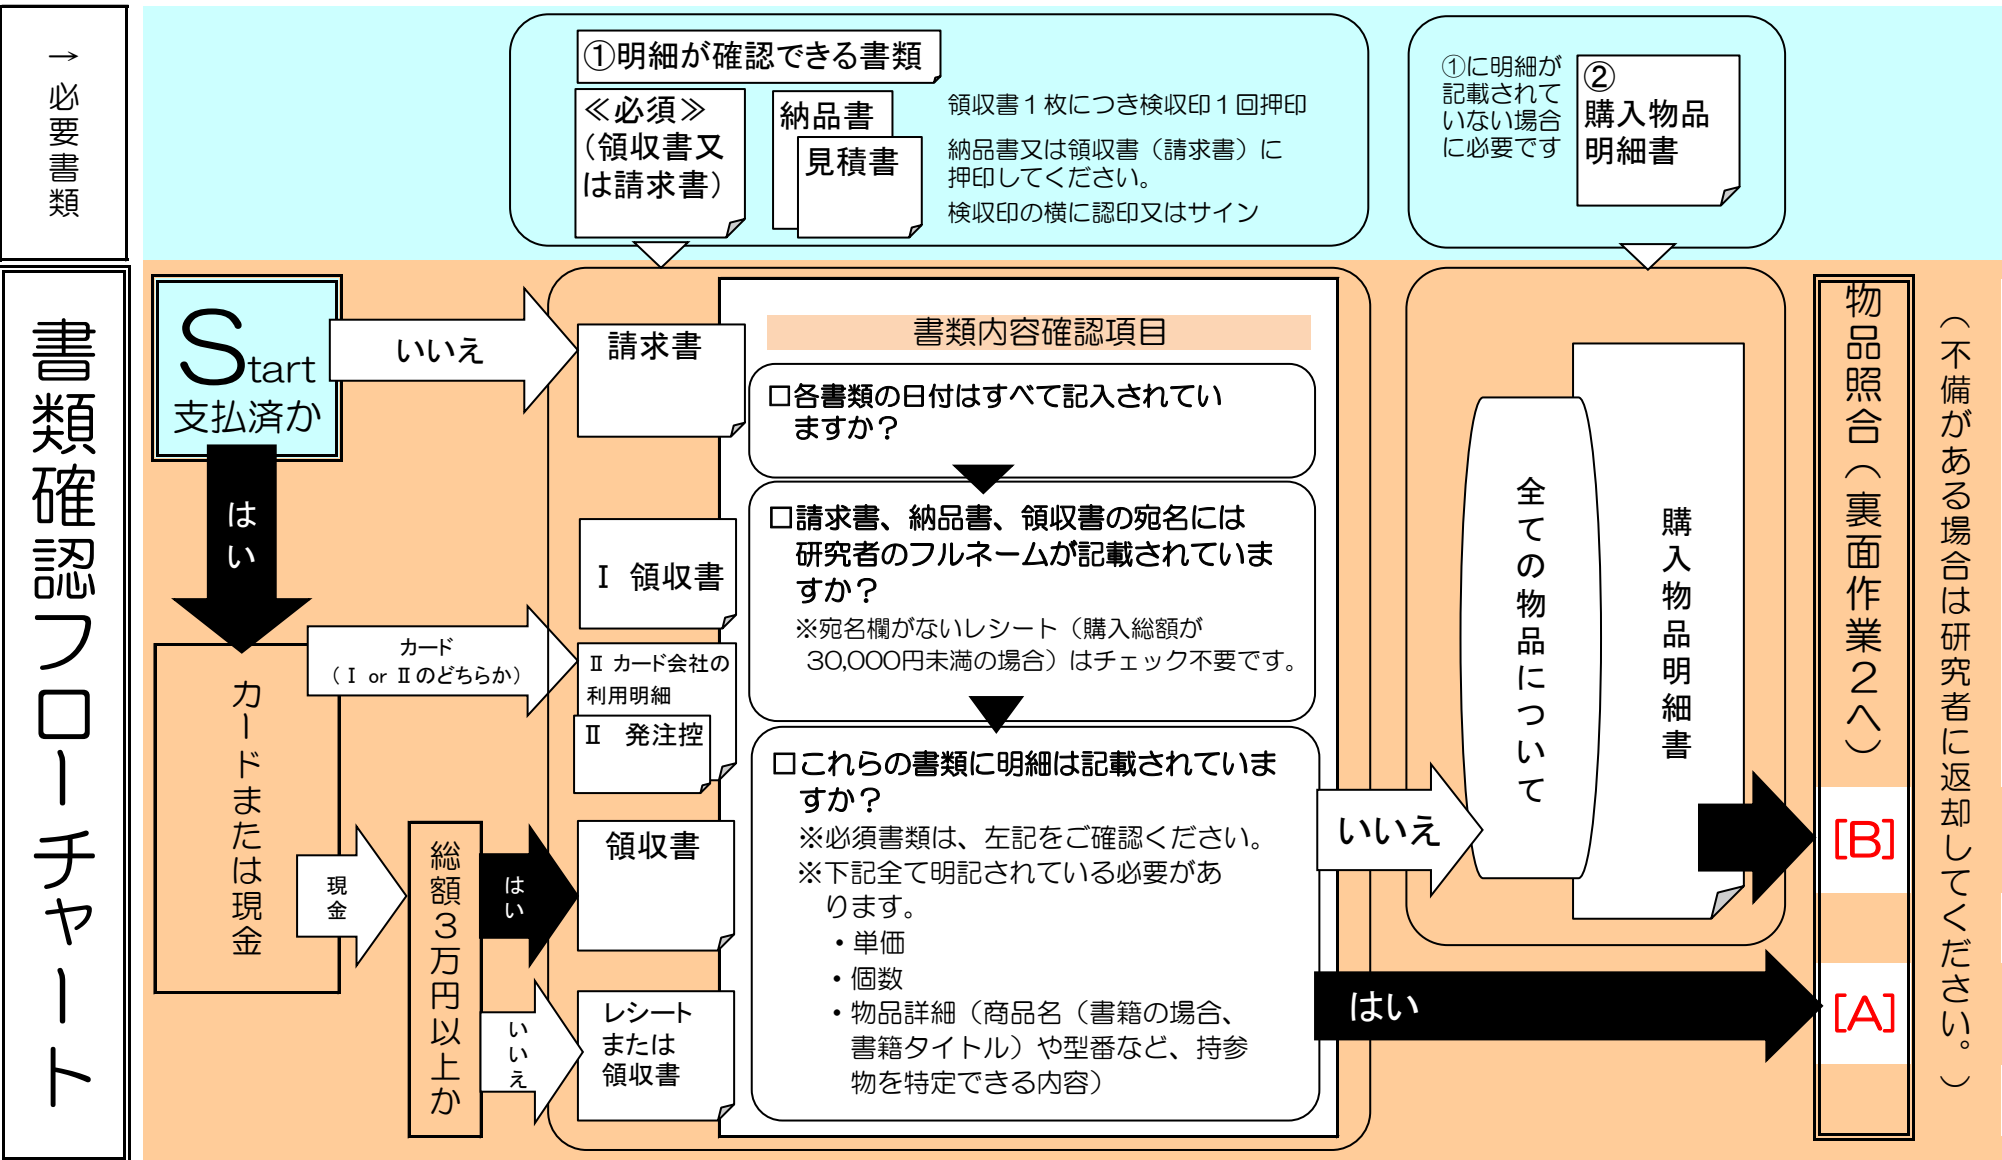 →必要書類
①明細が確認できる書類
≪必須≫
(領収書又
は請求書)
納品書
見積書
領収書１枚につき検収印１回押印
納品書又は領収書（請求書）に
押印してください。
検収印の横に認印又はサイン
①に明細が
記載されて
いない場合
に必要です
②
購入物品
明細書
書類確認フローチャート
Start
支払済か
いいえ
はい
カードまたは現金
カード
（Ⅰ or Ⅱのどちらか）
現金
総額３万円以上か
はい
いいえ
請求書
Ⅰ 領収書
Ⅱ カード会社の
利用明細
Ⅱ 発注控
領収書
レシート
または
領収書
書類内容確認項目
□各書類の日付はすべて記入されてい
ますか？
□請求書、納品書、領収書の宛名には
研究者のフルネームが記載されていま
すか？
※宛名欄がないレシート（購入総額が
30,000円未満の場合）はチェック不要です。
□これらの書類に明細は記載されていま
すか？
※必須書類は、左記をご確認ください。
※下記全て明記されている必要があ
ります。
・単価
・個数
・物品詳細（商品名（書籍の場合、
書籍タイトル）や型番など、持参
物を特定できる内容）
いいえ
はい
全ての物品について
購入物品明細書
物品照合（裏面作業２へ）
[B]
[A]
（不備がある場合は研究者に返却してください。）